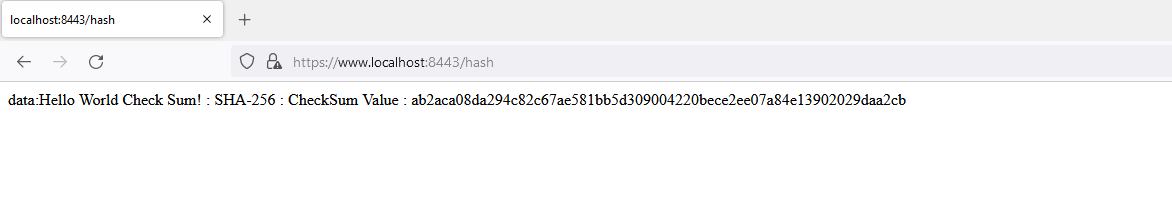 localhost:8443/hash
https://www.localhost:8443/hash
data:Hello World Check Sum! : SHA-256 : CheckSum Value : ab2aca08da294c82c67ae581bb5d309004220bece2ee07a84e13902029daa2cb